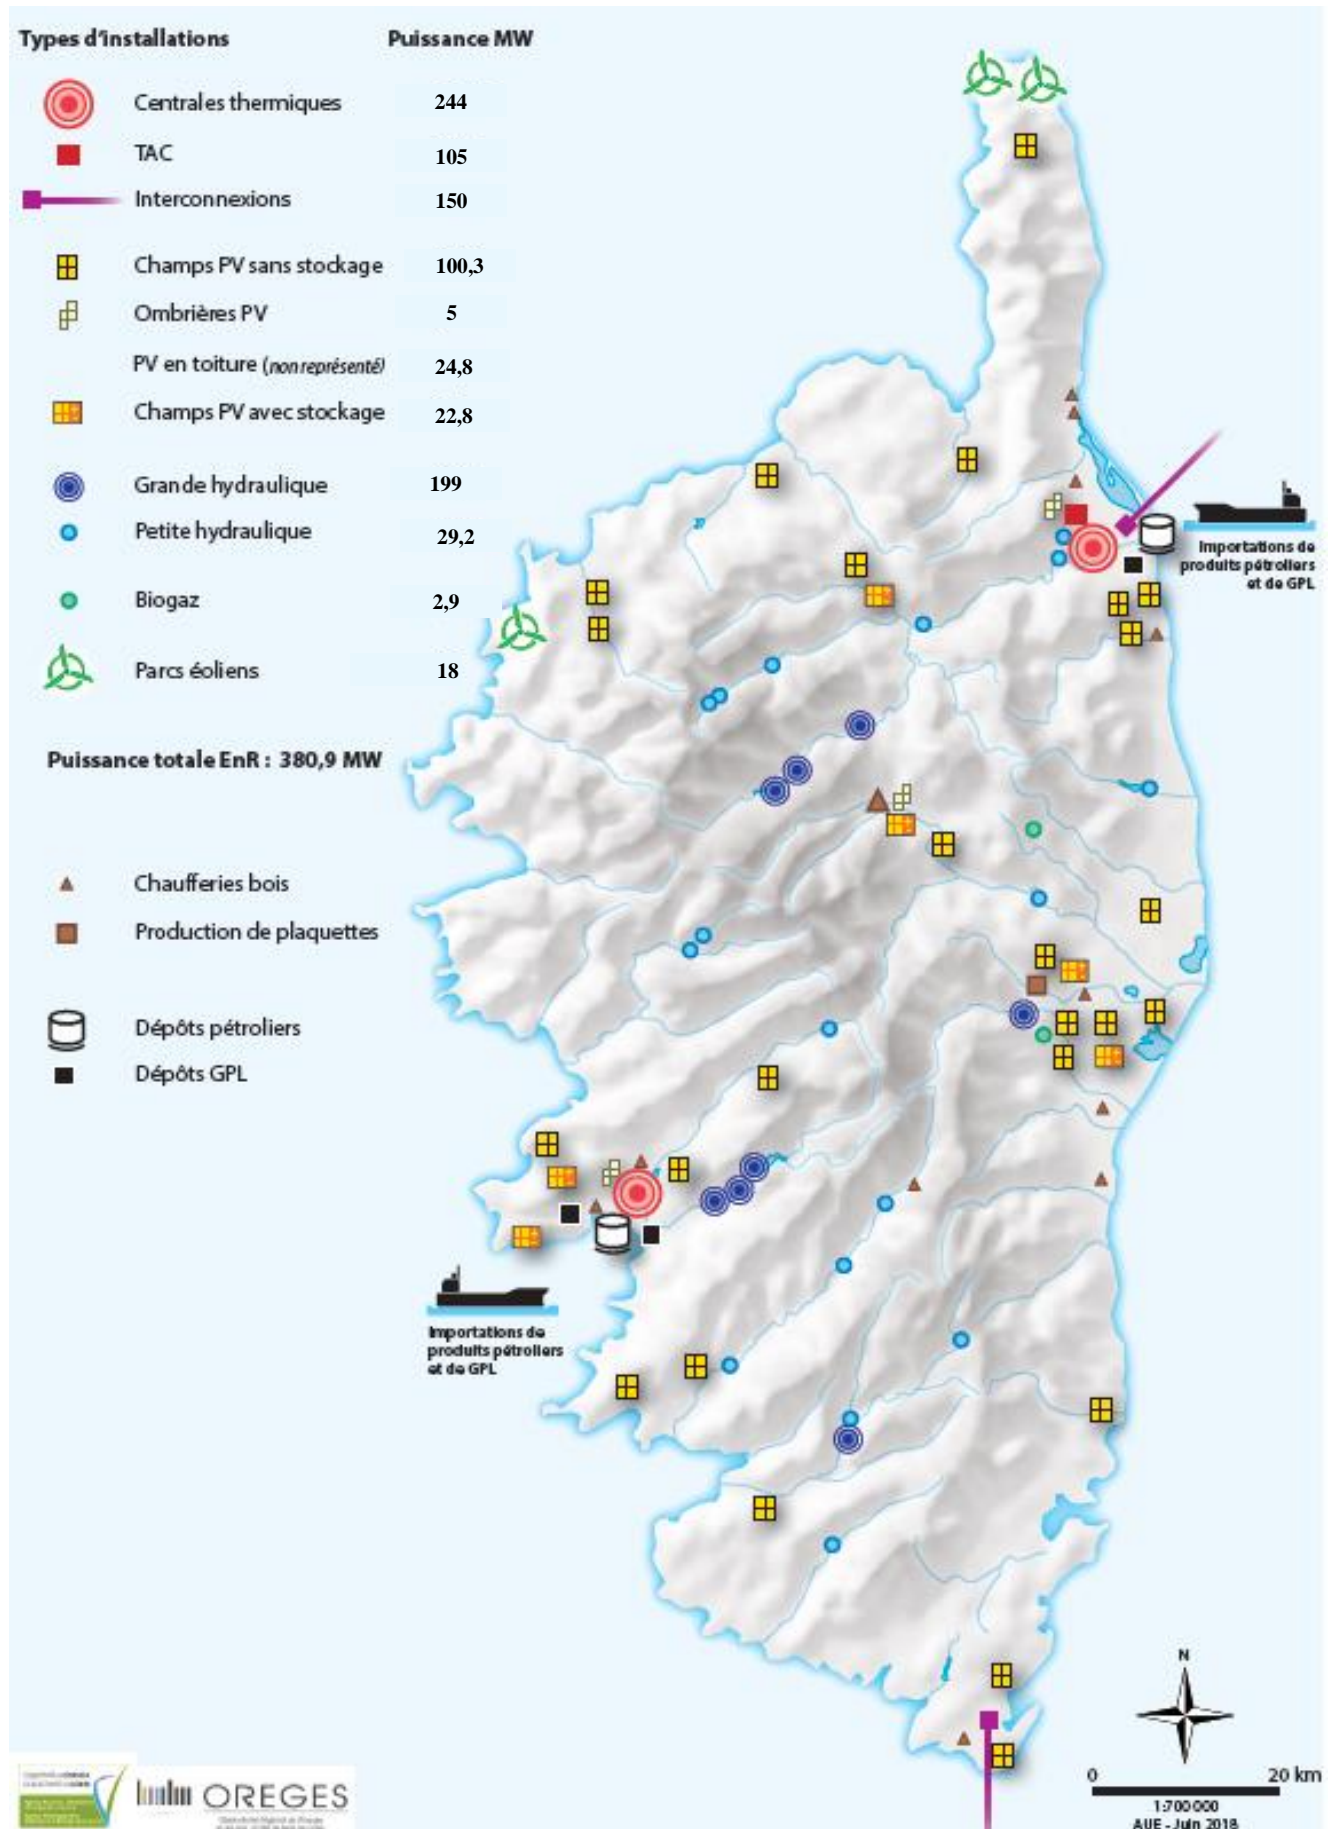 Types d'installations Puissance MW
Centrales thermiques 244
TAC 105
Interconnexions 150
Champs PV sans stockage 100,3
Ombrières PV 5
PV en toiture (non représenté) 24,8
Champs PV avec stockage 22,8
Grande hydraulique 199
Petite hydraulique 29,2
Biogaz 2,9
Parcs éoliens 18
Puissance totale EnR : 380,9 MW
Chaufferies bois
Production de plaquettes
Dépôts pétroliers
Dépôts GPL
Importations de
produits pétroliers
et de GPL
Importations de
produits pétroliers
et de GPL
N
0 20 km
1:700 000
AUE - Juin 2018
OREGES